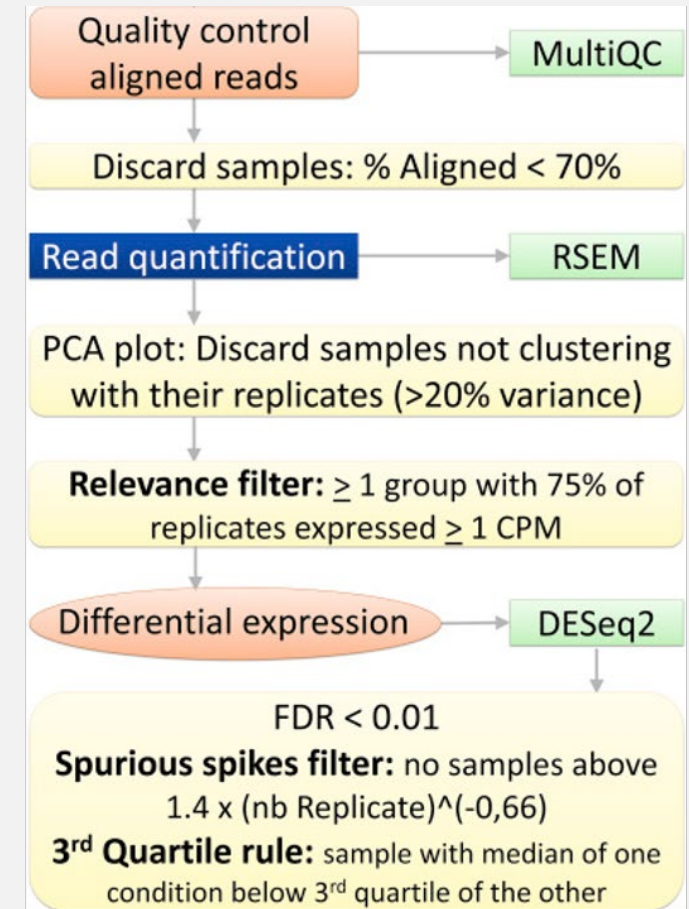 Quality control
aligned reads
MultiQC
Discard samples: % Aligned < 70%
Read quantification
RSEM
PCA plot: Discard samples not clustering
with their replicates (>20% variance)
Relevance filter: ≥ 1 group with 75% of
replicates expressed ≥ 1 CPM
Differential expression
DESeq2
FDR < 0.01
Spurious spikes filter: no samples above
1.4 x (nb Replicate)^(-0,66)
3rd Quartile rule: sample with median of one
condition below 3rd quartile of the other